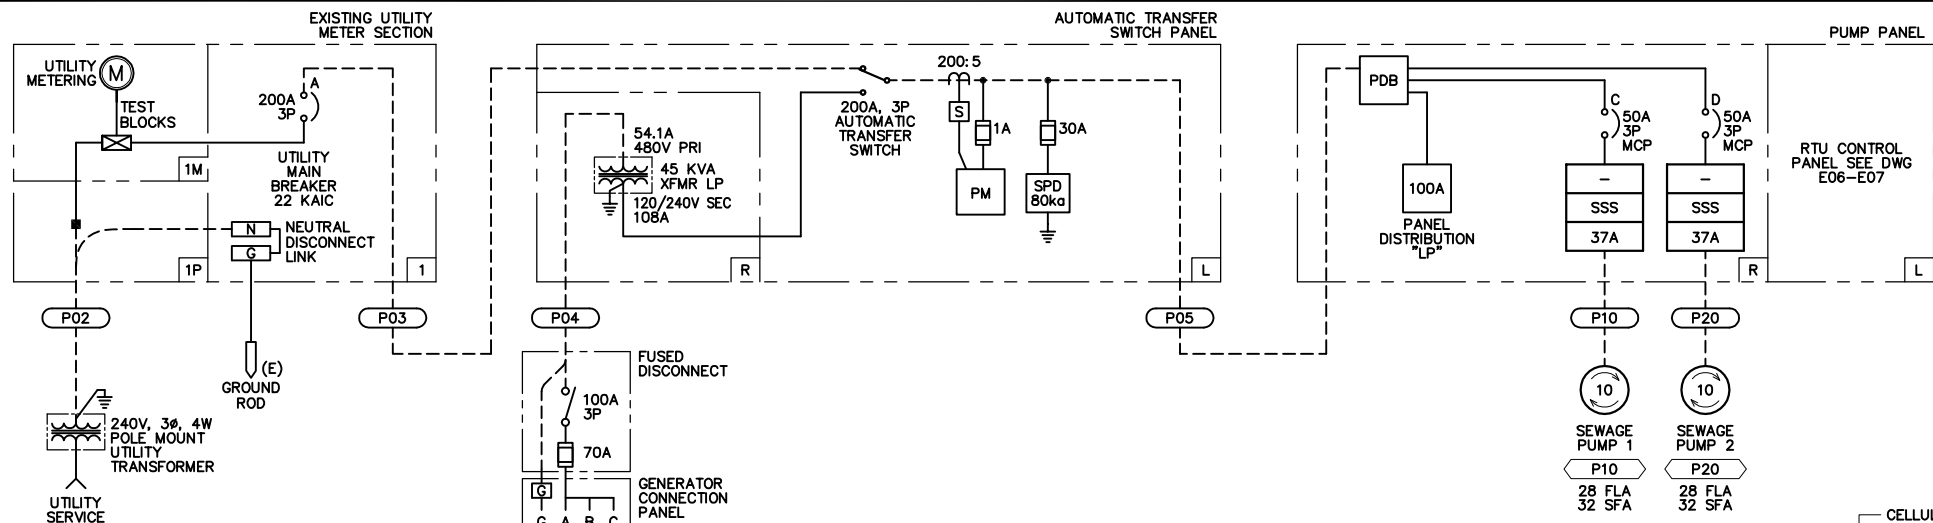 EXISTING UTILITY
METER SECTION
UTILITY
METERING
M
TEST
BLOCKS
A
200A
3P
UTILITY
MAIN
BREAKER
22 KAIC
1M
N
G
NEUTRAL
DISCONNECT
LINK
1P
1
P02
P03
(E)
GROUND
ROD
240V, 3ø, 4W
POLE MOUNT
UTILITY
TRANSFORMER
UTILITY
SERVICE
AUTOMATIC TRANSFER
SWITCH PANEL
54.1A
480V PRI
45 KVA
XFMR LP
120/240V SEC
108A
200A, 3P
AUTOMATIC
TRANSFER
SWITCH
200:5
S
1A
30A
PM
SPD
80ka
R
L
P04
P05
FUSED
DISCONNECT
100A
3P
70A
GENERATOR
CONNECTION
PANEL
G
G A B C
PUMP PANEL
PDB
100A
PANEL
DISTRIBUTION
"LP"
C
50A
3P
MCP
D
50A
3P
MCP
-
SSS
37A
-
SSS
37A
RTU CONTROL
PANEL SEE DWG
E06-E07
R
L
P10
P20
10
10
SEWAGE
PUMP 1
SEWAGE
PUMP 2
P10
P20
28 FLA
32 SFA
28 FLA
32 SFA